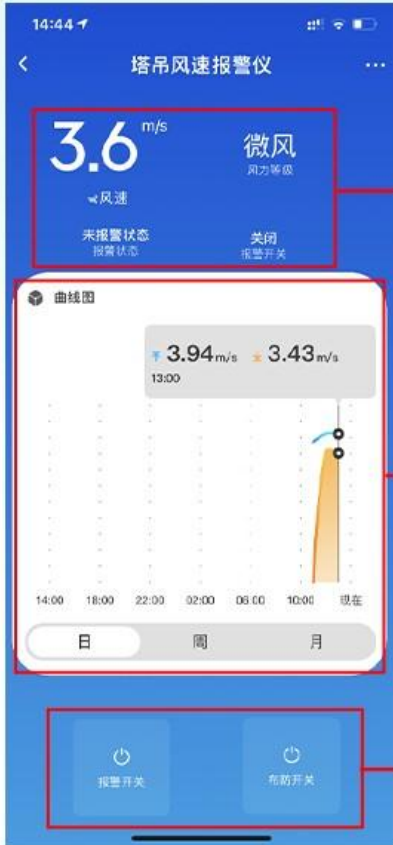 14:44
塔吊风速报警仪
3.6 m/s
微风
风力等级
风速
未报警状态
关闭
报警状态
报警开关
曲线图
3.94m/s 3.43m/s
13:00
14:00 18:00 22:00 02:00 06:00 10:00 现在
日 周 月
报警开关 布防开关